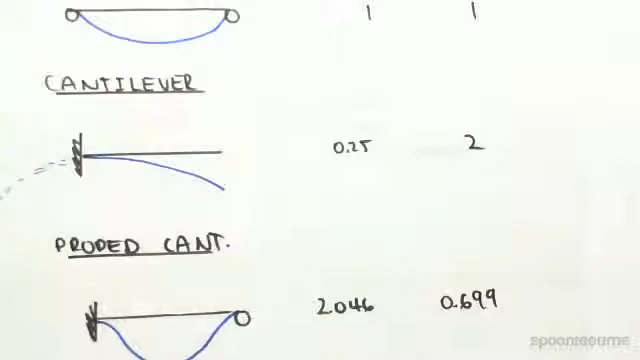 1 1
CANTILEVER
0.25 2
PROPED CANT.
2.046 0.699
spoonfeedme